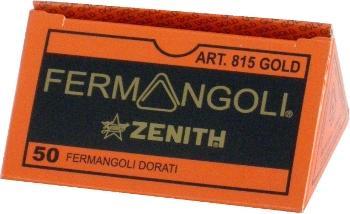 ART. 815 GOLD
FERMANGOLI®
ZENITH®
50 FERMANGOLI DORATI